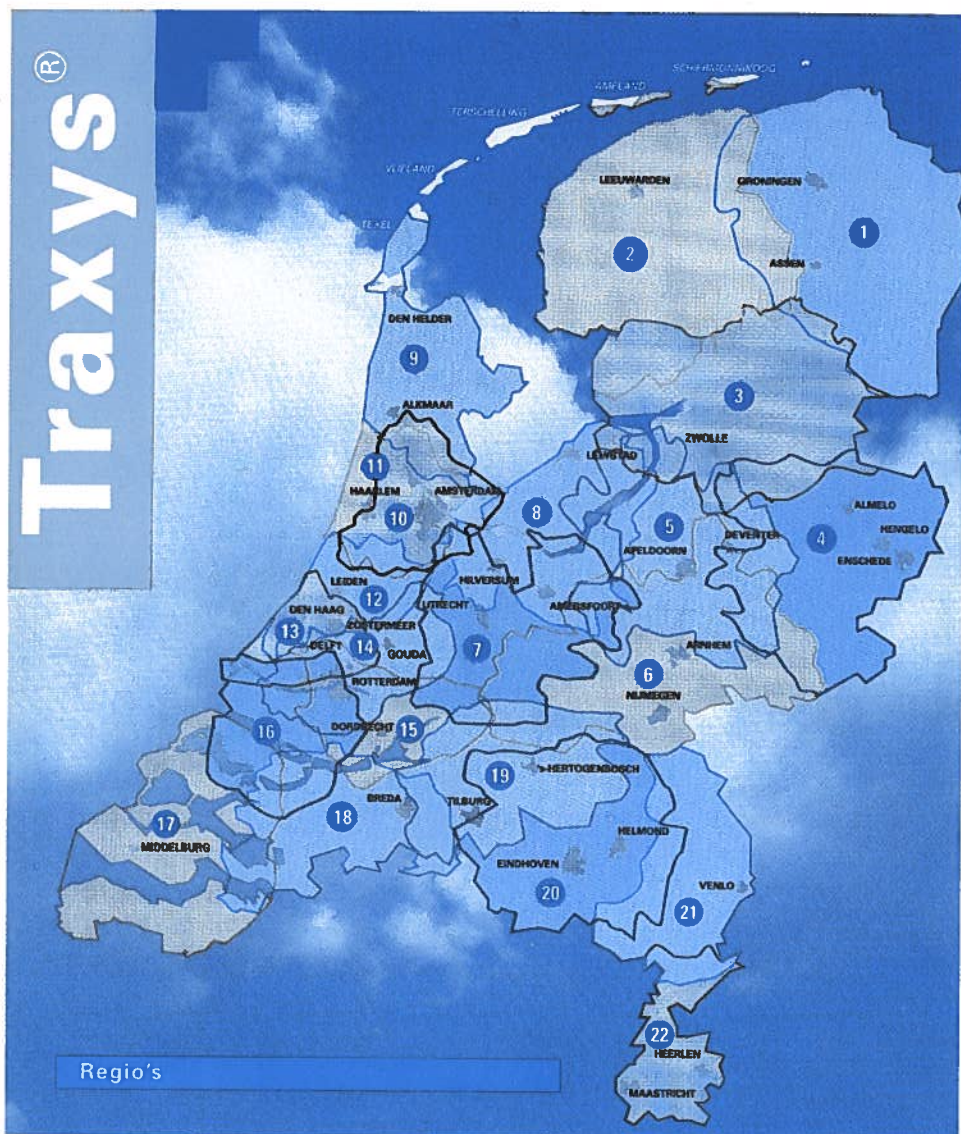 Traxys®
SCHIERMONNIKOOG
AMELAND
TERSCHELLING
VLIELAND
TEXEL
LEEUWARDEN
GRONINGEN
1
2
ASSEN
DEN HELDER
9
3
ALKMAAR
ZWOLLE
11
LELYSTAD
HAARLEM
AMSTERDAM
10
8
5
4
ALMELO
HENGELO
DEVENTER
APELDOORN
ENSCHEDE
LEIDEN
HILVERSUM
12
UTRECHT
AMERSFOORT
DEN HAAG
13
ZOETERMEER
DELFT
14
GOUDA
7
ARNHEM
6
ROTTERDAM
NIJMEGEN
16
DORDRECHT
15
19
HERTOGENBOSCH
BREDA
TILBURG
17
18
MIDDELBURG
HELMOND
EINDHOVEN
20
VENLO
21
22
HEERLEN
MAASTRICHT
Regio's